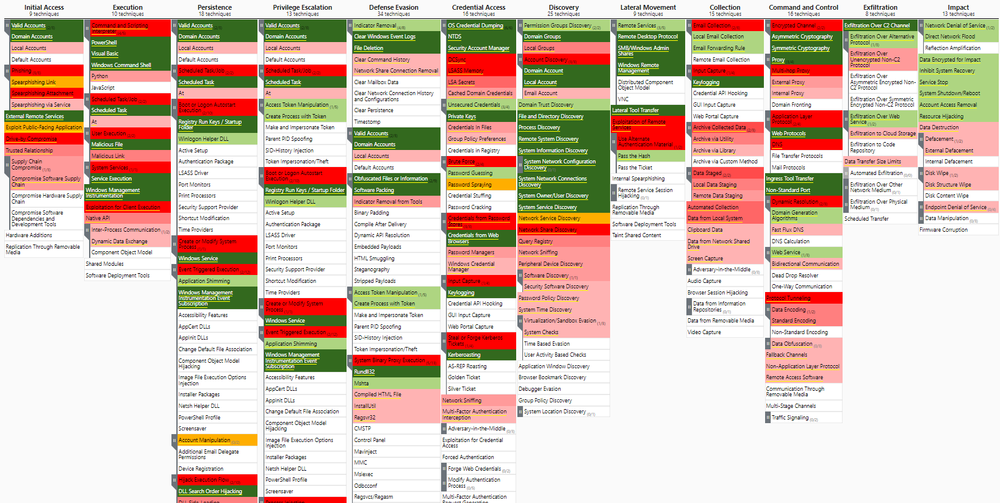 Initial Access
9 techniques
Valid Accounts (2/3)
Domain Accounts
Local Accounts
Default Accounts
Phishing
Spearphishing Link
Spearphishing Attachment
Spearphishing via Service
External Remote Services
Exploit Public-Facing Application
Drive-by Compromise
Trusted Relationship
Supply Chain
Compromise (1/3)
Compromise Software Supply
Chain
Compromise Hardware Supply
Chain
Compromise Software
Dependencies and
Development Tools
Hardware Additions
Replication Through Removable
Media
Execution
10 techniques
Command and Scripting
Interpreter
PowerShell
Visual Basic
Windows Command Shell
Python
JavaScript
Scheduled Task/Job (2/2)
Scheduled Task
At
User Execution (2/2)
Malicious File
Malicious Link
System Services (1/1)
Service Execution
Windows Management
Instrumentation
Exploitation for Client Execution
Native API
Inter-Process Communication (1/2)
Dynamic Data Exchange
Component Object Model
Shared Modules
Software Deployment Tools
Persistence
18 techniques
Valid Accounts (2/3)
Domain Accounts
Local Accounts
Default Accounts
Scheduled Task/Job (2/2)
Scheduled Task
At
Boot or Logon Autostart
Execution (2/10)
Registry Run Keys / Startup
Folder
Winlogon Helper DLL
Active Setup
Authentication Package
LSASS Driver
Port Monitors
Print Processors
Security Support Provider
Shortcut Modification
Time Providers
Create or Modify System
Process (1/1)
Windows Service
Event Triggered Execution (2/12)
Application Shimming
Windows Management
Instrumentation Event
Subscription
Accessibility Features
AppCert DLLs
AppInit DLLs
Change Default File Association
Component Object Model
Hijacking
Image File Execution Options
Injection
Installer Packages
Netsh Helper DLL
PowerShell Profile
Screensaver
Account Manipulation (0/2)
Additional Email Delegate
Permissions
Device Registration
Hijack Execution Flow (2/10)
DLL Search Order Hijacking
DLL Side-Loading
Privilege Escalation
13 techniques
Valid Accounts (2/3)
Domain Accounts
Local Accounts
Default Accounts
Scheduled Task/Job (2/2)
Scheduled Task
At
Access Token Manipulation (1/5)
Create Process with Token
Make and Impersonate Token
Parent PID Spoofing
SID-History Injection
Token Impersonation/Theft
Boot or Logon Autostart
Execution (2/10)
Registry Run Keys / Startup Folder
Winlogon Helper DLL
Active Setup
Authentication Package
LSASS Driver
Port Monitors
Print Processors
Security Support Provider
Shortcut Modification
Time Providers
Create or Modify System
Process (1/1)
Windows Service
Event Triggered Execution (2/12)
Application Shimming
Windows Management
Instrumentation Event
Subscription
Accessibility Features
AppCert DLLs
AppInit DLLs
Change Default File Association
Component Object Model
Hijacking
Image File Execution Options
Injection
Installer Packages
Netsh Helper DLL
PowerShell Profile
Screensaver
Process Injection
Defense Evasion
34 techniques
Indicator Removal (4/8)
Clear Windows Event Logs
File Deletion
Clear Command History
Network Share Connection Removal
Clear Mailbox Data
Clear Network Connection History
and Configurations
Clear Persistence
Timestomp
Valid Accounts (2/3)
Domain Accounts
Local Accounts
Default Accounts
Obfuscated Files or Information (2/9)
Software Packing
Indicator Removal from Tools
Binary Padding
Compile After Delivery
Dynamic API Resolution
Embedded Payloads
HTML Smuggling
Steganography
Stripped Payloads
Access Token Manipulation (1/5)
Create Process with Token
Make and Impersonate Token
Parent PID Spoofing
SID-History Injection
Token Impersonation/Theft
System Binary Proxy Execution (5/13)
Rundll32
Mshta
Compiled HTML File
InstallUtil
Regsvr32
CMSTP
Control Panel
Mavinject
MMC
Msiexec
Odbcconf
Regsvcs/Regasm
Credential Access
16 techniques
OS Credential Dumping (6/6)
NTDS
Security Account Manager
DCSync
LSASS Memory
LSA Secrets
Cached Domain Credentials
Unsecured Credentials (3/4)
Private Keys
Credentials In Files
Group Policy Preferences
Credentials in Registry
Brute Force (2/4)
Password Guessing
Password Spraying
Credential Stuffing
Password Cracking
Credentials from Password
Stores (3/3)
Credentials from Web
Browsers
Password Managers
Windows Credential
Manager
Input Capture (1/4)
Keylogging
Credential API Hooking
GUI Input Capture
Web Portal Capture
Steal or Forge Kerberos
Tickets (1/4)
Kerberoasting
AS-REP Roasting
Golden Ticket
Silver Ticket
Network Sniffing
Multi-Factor Authentication
Interception
Adversary-in-the-Middle (0/3)
Exploitation for Credential
Access
Forced Authentication
Forge Web Credentials (0/2)
Modify Authentication
Process (0/5)
Multi-Factor Authentication
Request Generation
Discovery
25 techniques
Permission Groups Discovery (2/2)
Domain Groups
Local Groups
Account Discovery (3/3)
Domain Account
Local Account
Email Account
Domain Trust Discovery
File and Directory Discovery
Process Discovery
Remote System Discovery
System Information Discovery
System Network Configuration
Discovery (0/1)
System Network Connections
Discovery
System Owner/User Discovery
System Service Discovery
Network Service Discovery
Network Share Discovery
Query Registry
Network Sniffing
Peripheral Device Discovery
Software Discovery (1/1)
Security Software Discovery
Password Policy Discovery
System Time Discovery
Virtualization/Sandbox Evasion (1/3)
System Checks
Time Based Evasion
User Activity Based Checks
Application Window Discovery
Browser Bookmark Discovery
Debugger Evasion
Group Policy Discovery
System Location Discovery (0/1)
Lateral Movement
9 techniques
Remote Services (3/5)
Remote Desktop Protocol
SMB/Windows Admin
Shares
Windows Remote
Management
Distributed Component
Object Model
VNC
Lateral Tool Transfer
Exploitation of Remote
Services
Use Alternate
Authentication Material
Pass the Hash
Pass the Ticket
Internal Spearphishing
Remote Service Session
Hijacking (0/1)
Replication Through
Removable Media
Software Deployment Tools
Taint Shared Content
Collection
15 techniques
Email Collection
Local Email Collection
Email Forwarding Rule
Remote Email Collection
Input Capture (1/4)
Keylogging
Credential API Hooking
GUI Input Capture
Web Portal Capture
Archive Collected Data (2/3)
Archive via Utility
Archive via Library
Archive via Custom Method
Data Staged (2/2)
Local Data Staging
Remote Data Staging
Automated Collection
Data from Local System
Clipboard Data
Data from Network Shared
Drive
Screen Capture
Adversary-in-the-Middle (0/3)
Audio Capture
Browser Session Hijacking
Data from Information
Repositories (0/1)
Data from Removable Media
Video Capture
Command and Control
16 techniques
Encrypted Channel (2/2)
Asymmetric Cryptography
Symmetric Cryptography
Proxy (3/4)
Multi-hop Proxy
External Proxy
Internal Proxy
Domain Fronting
Application Layer
Protocol (2/4)
Web Protocols
DNS
File Transfer Protocols
Mail Protocols
Ingress Tool Transfer
Non-Standard Port
Dynamic Resolution (2/3)
Domain Generation
Algorithms
Fast Flux DNS
DNS Calculation
Web Service (1/3)
Bidirectional Communication
Dead Drop Resolver
One-Way Communication
Protocol Tunneling
Data Encoding (1/2)
Standard Encoding
Non-Standard Encoding
Data Obfuscation (0/3)
Fallback Channels
Non-Application Layer Protocol
Remote Access Software
Communication Through
Removable Media
Multi-Stage Channels
Traffic Signaling (0/2)
Exfiltration
8 techniques
Exfiltration Over C2 Channel
Exfiltration Over Alternative
Protocol (1/3)
Exfiltration Over
Unencrypted Non-C2
Protocol
Exfiltration Over
Asymmetric Encrypted Non-
C2 Protocol
Exfiltration Over Symmetric
Encrypted Non-C2 Protocol
Exfiltration Over Web
Service (1/2)
Exfiltration to Cloud Storage
Exfiltration to Code
Repository
Data Transfer Size Limits
Automated Exfiltration (0/0)
Exfiltration Over Other
Network Medium (0/1)
Exfiltration Over Physical
Medium (0/1)
Scheduled Transfer
Impact
13 techniques
Network Denial of Service (1/2)
Direct Network Flood
Reflection Amplification
Data Encrypted for Impact
Inhibit System Recovery
Service Stop
System Shutdown/Reboot
Account Access Removal
Resource Hijacking
Data Destruction
Defacement (1/2)
External Defacement
Internal Defacement
Disk Wipe (1/2)
Disk Structure Wipe
Disk Content Wipe
Endpoint Denial of Service (0/4)
Data Manipulation (0/3)
Firmware Corruption